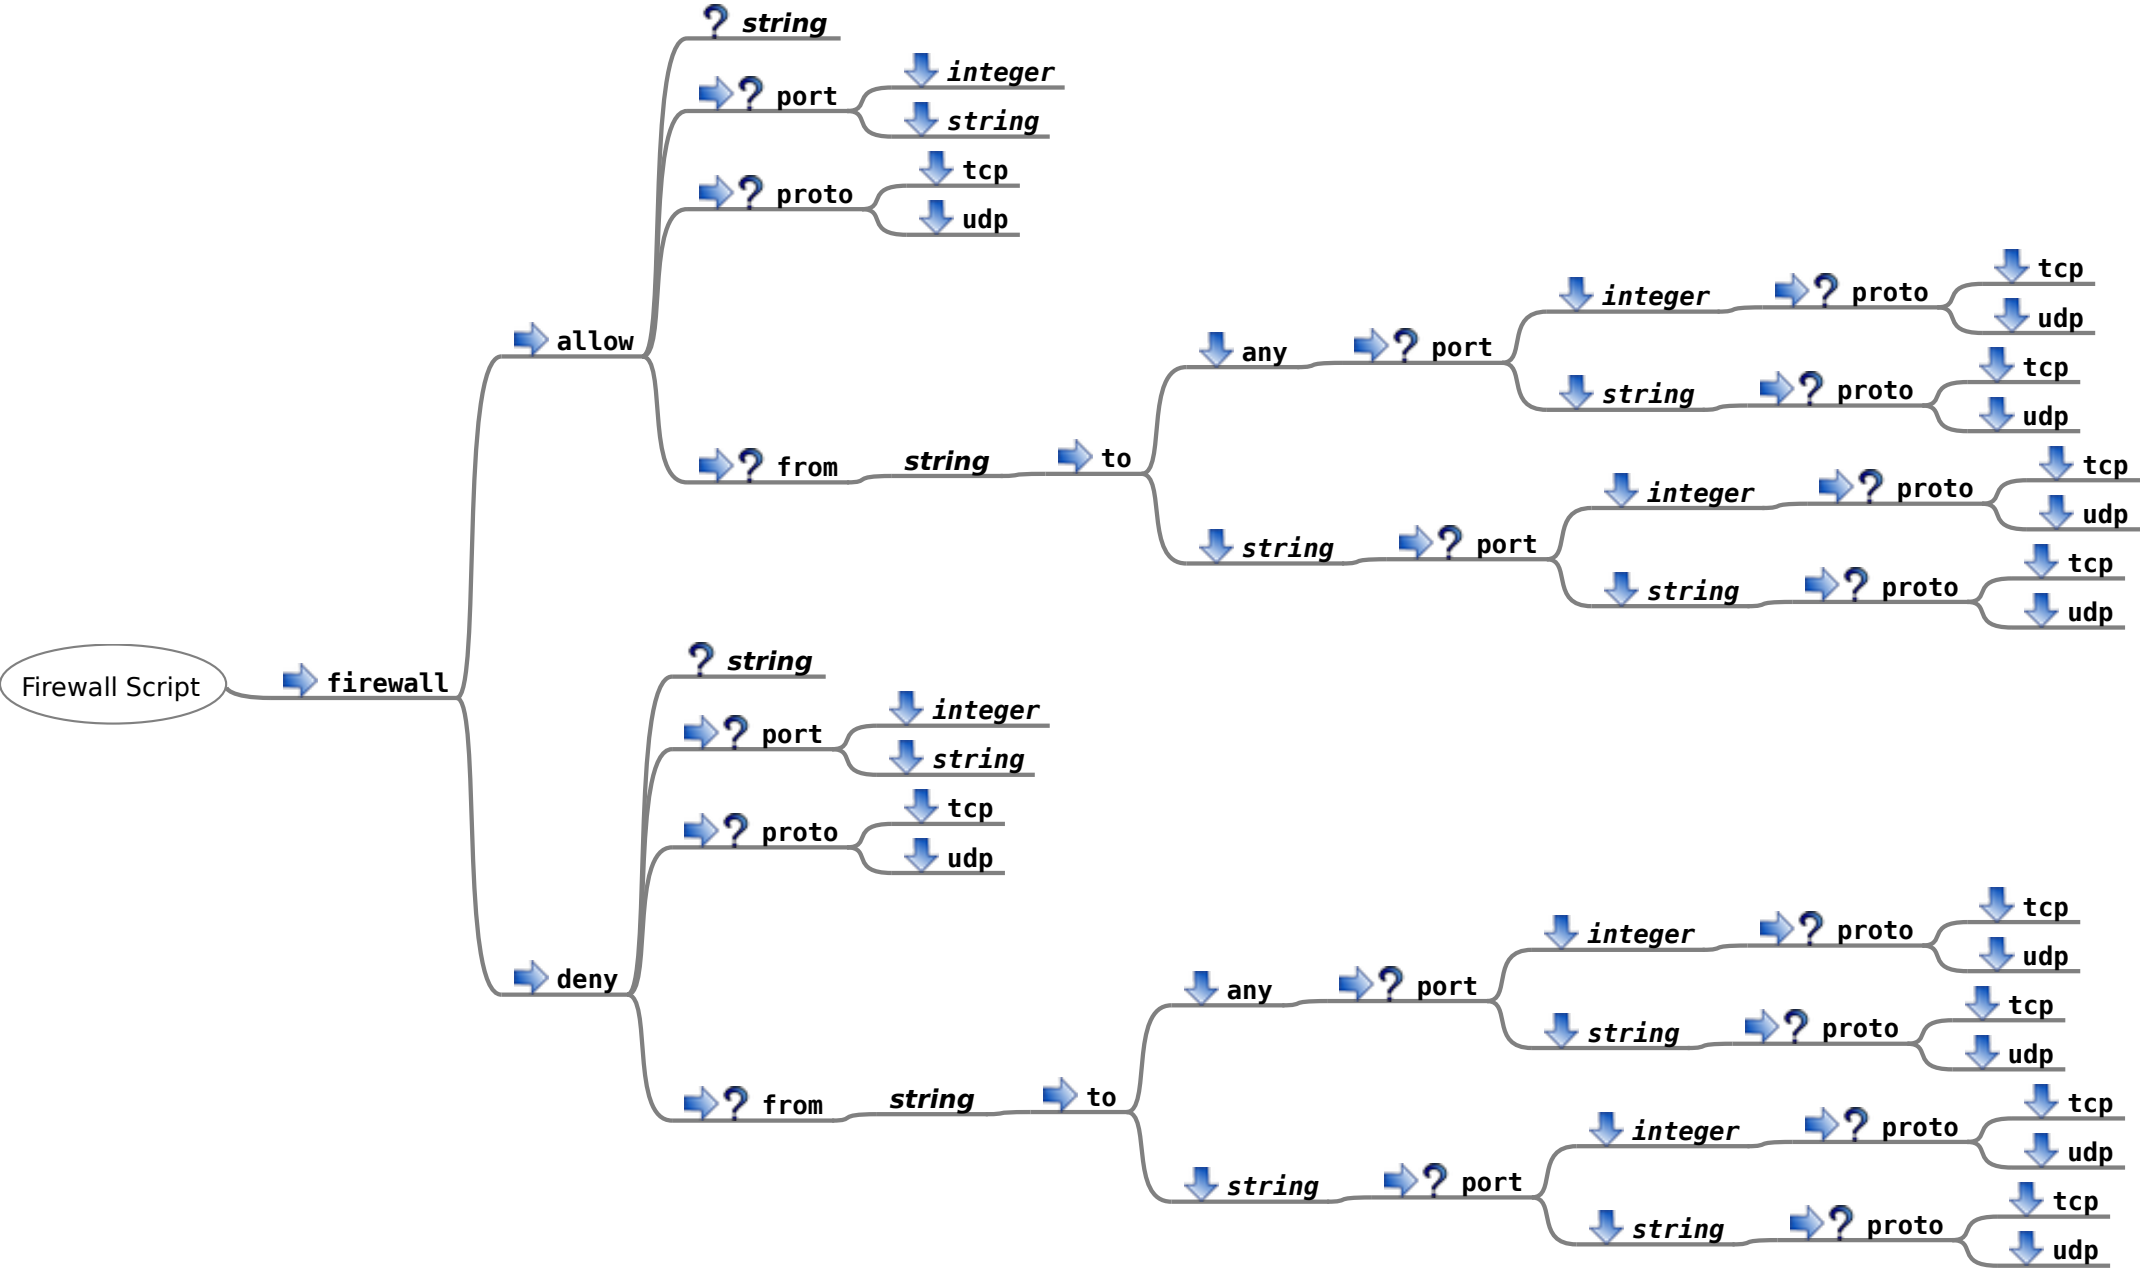 Firewall Script
firewall
allow
? string
? port
integer
string
? proto
tcp
udp
? from
string
to
any
? port
integer
? proto
tcp
udp
string
? proto
tcp
udp
string
? port
integer
? proto
tcp
udp
string
? proto
tcp
udp
deny
? string
? port
integer
string
? proto
tcp
udp
? from
string
to
any
? port
integer
? proto
tcp
udp
string
? proto
tcp
udp
string
? port
integer
? proto
tcp
udp
string
? proto
tcp
udp